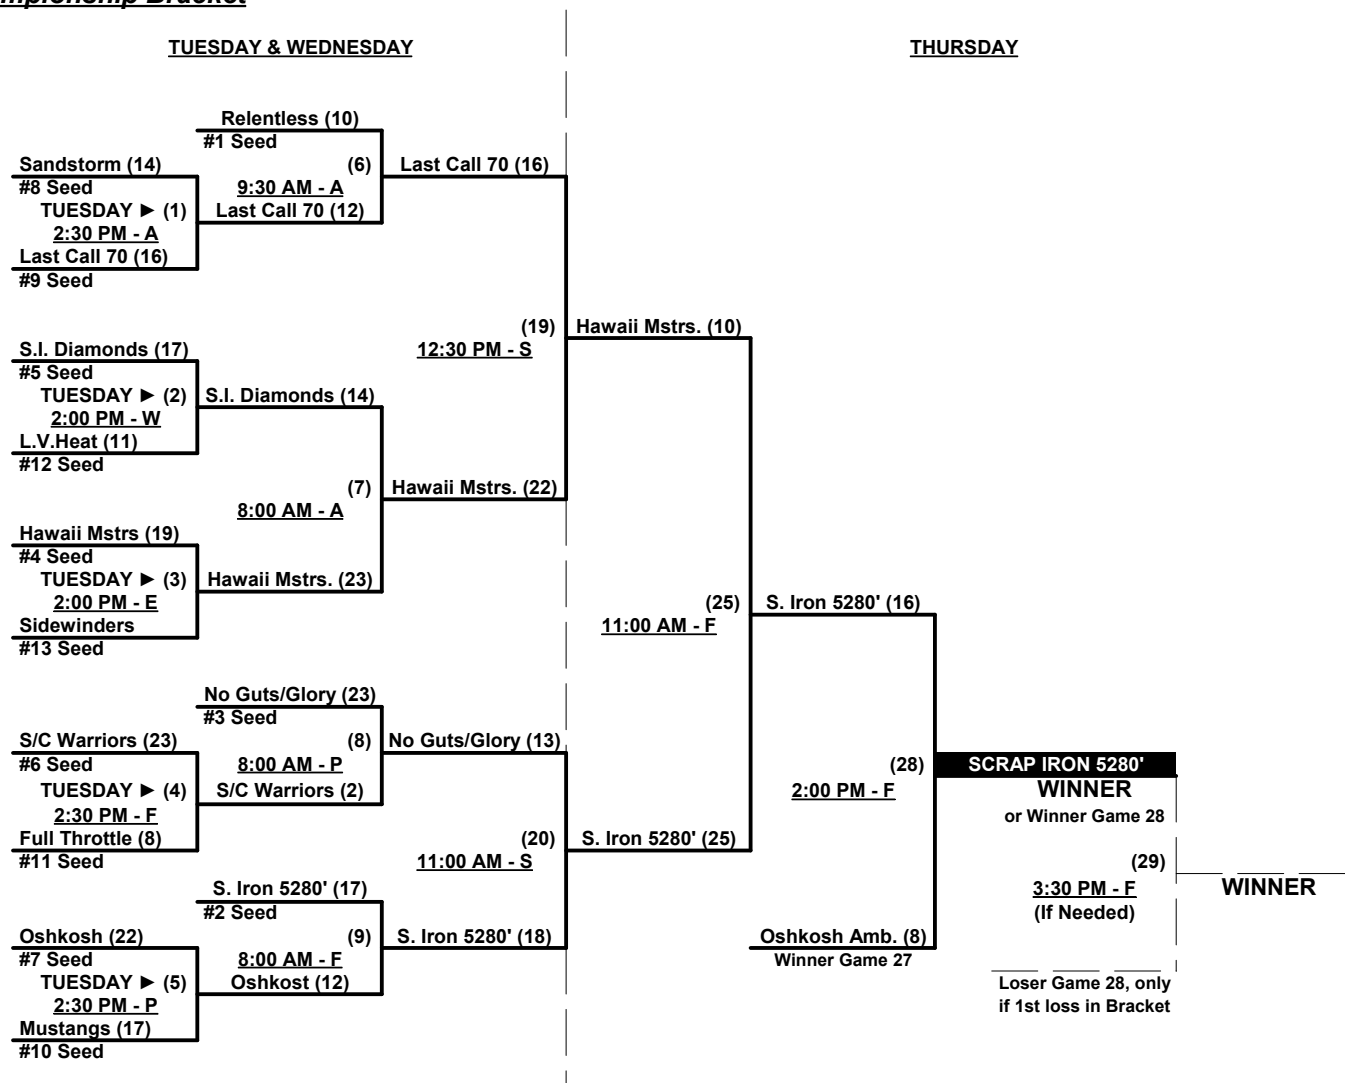 mpionship Bracket
TUESDAY & WEDNESDAY
THURSDAY
Relentless (10)
#1 Seed
Sandstorm (14)
(6)
Last Call 70 (16)
#8 Seed
9:30 AM - A
TUESDAY ► (1)
Last Call 70 (12)
2:30 PM - A
Last Call 70 (16)
#9 Seed
(19)
Hawaii Mstrs. (10)
S.I. Diamonds (17)
12:30 PM - S
#5 Seed
TUESDAY ► (2)
S.I. Diamonds (14)
2:00 PM - W
L.V.Heat (11)
#12 Seed
(7)
Hawaii Mstrs. (22)
8:00 AM - A
Hawaii Mstrs (19)
#4 Seed
TUESDAY ► (3)
Hawaii Mstrs. (23)
2:00 PM - E
(25)
S. Iron 5280' (16)
Sidewinders
11:00 AM - F
#13 Seed
No Guts/Glory (23)
#3 Seed
S/C Warriors (23)
(8)
No Guts/Glory (13)
#6 Seed
8:00 AM - P
(28)
SCRAP IRON 5280'
TUESDAY ► (4)
S/C Warriors (2)
2:00 PM - F
WINNER
2:30 PM - F
or Winner Game 28
Full Throttle (8)
(20)
S. Iron 5280' (25)
#11 Seed
11:00 AM - S
(29)
S. Iron 5280' (17)
3:30 PM - F
WINNER
#2 Seed
(If Needed)
Oshkosh (22)
(9)
S. Iron 5280' (18)
Oshkosh Amb. (8)
#7 Seed
8:00 AM - F
Winner Game 27
TUESDAY ► (5)
Oshkost (12)
Loser Game 28, only
2:30 PM - P
if 1st loss in Bracket
Mustangs (17)
#10 Seed